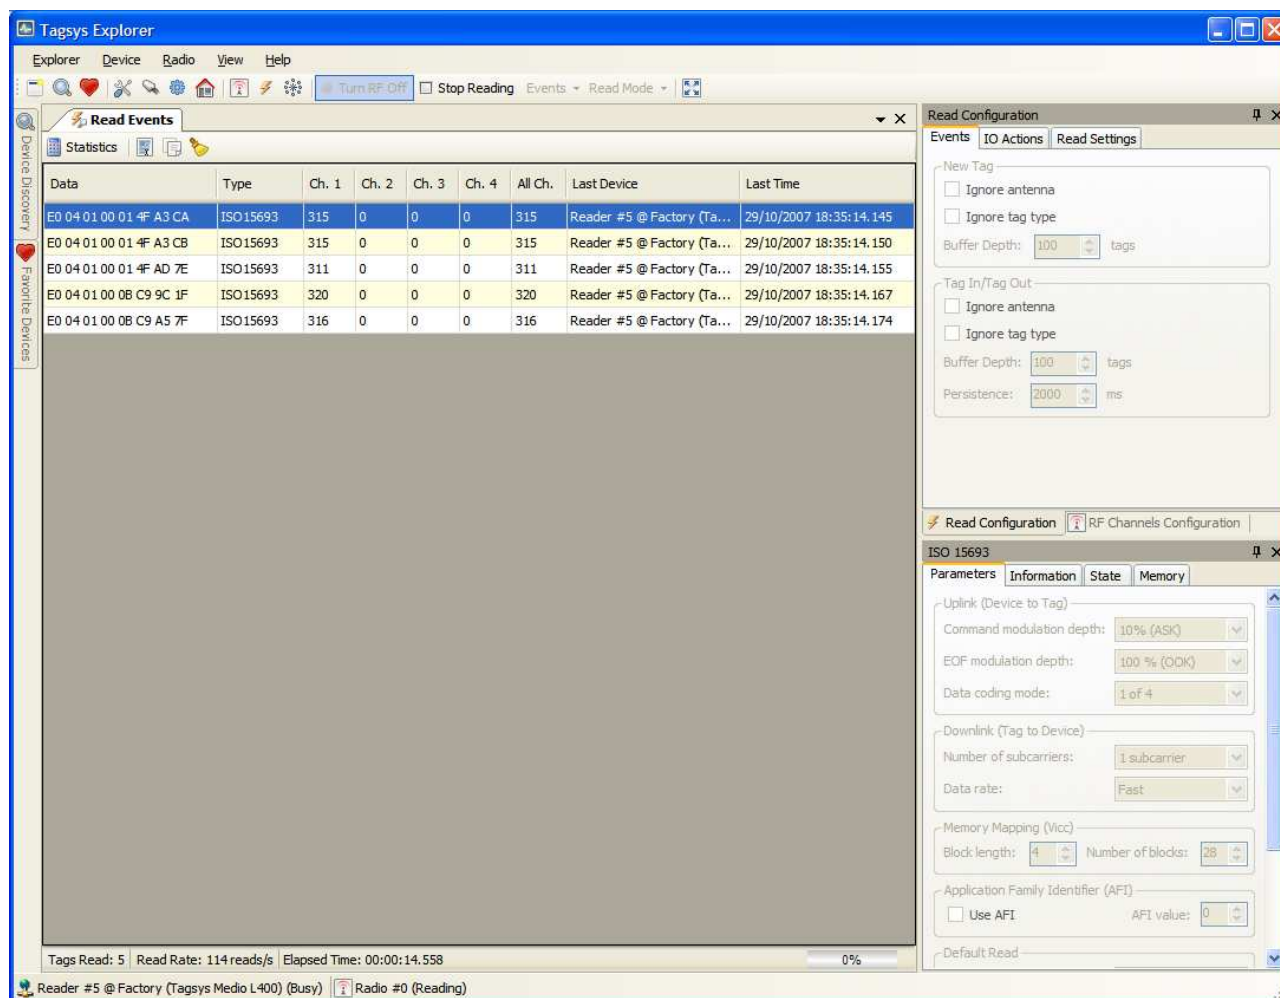 Tagsys Explorer
Explorer Device Radio View Help
Turn RF Off Stop Reading Events Read Mode
Device Discovery
Favorite Devices
Read Events
Statistics
Data Type Ch. 1 Ch. 2 Ch. 3 Ch. 4 All Ch. Last Device Last Time
E0 04 01 00 01 4F A3 CA ISO15693 315 0 0 0 315 Reader #5 @ Factory (Ta... 29/10/2007 18:35:14.145
E0 04 01 00 01 4F A3 CB ISO15693 315 0 0 0 315 Reader #5 @ Factory (Ta... 29/10/2007 18:35:14.150
E0 04 01 00 01 4F AD 7E ISO15693 311 0 0 0 311 Reader #5 @ Factory (Ta... 29/10/2007 18:35:14.155
E0 04 01 00 0B C9 9C 1F ISO15693 320 0 0 0 320 Reader #5 @ Factory (Ta... 29/10/2007 18:35:14.167
E0 04 01 00 0B C9 A5 7F ISO15693 316 0 0 0 316 Reader #5 @ Factory (Ta... 29/10/2007 18:35:14.174
Tags Read: 5 Read Rate: 114 reads/s Elapsed Time: 00:00:14.558 0%
Read Configuration
Events IO Actions Read Settings
New Tag
Ignore antenna
Ignore tag type
Buffer Depth: 100 tags
Tag In/Tag Out
Ignore antenna
Ignore tag type
Buffer Depth: 100 tags
Persistence: 2000 ms
Read Configuration RF Channels Configuration
ISO 15693
Parameters Information State Memory
Uplink (Device to Tag)
Command modulation depth: 10% (ASK)
EOF modulation depth: 100 % (OOK)
Data coding mode: 1 of 4
Downlink (Tag to Device)
Number of subcarriers: 1 subcarrier
Data rate: Fast
Memory Mapping (Vicc)
Block length: 4 Number of blocks: 28
Application Family Identifier (AFI)
Use AFI AFI value: 0
Default Read
Reader #5 @ Factory (Tagsys Medio L400) (Busy) Radio #0 (Reading)